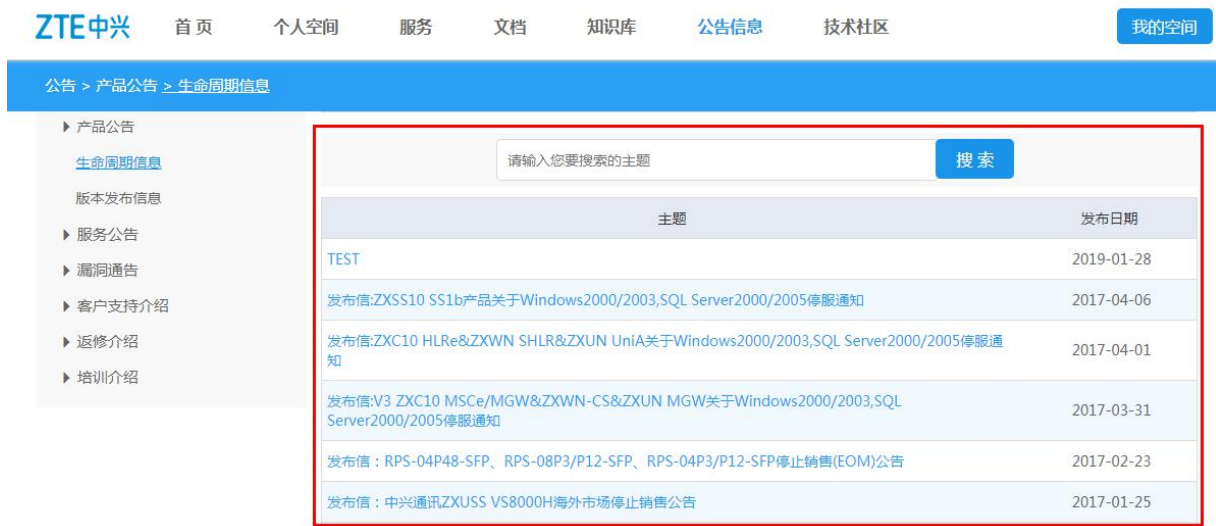 ZTE中兴 首页 个人空间 服务 文档 知识库 公告信息 技术社区 我的空间
公告 > 产品公告 > 生命周期信息
产品公告
生命周期信息
版本发布信息
服务公告
漏洞通告
客户支持介绍
返修介绍
培训介绍
请输入您要搜索的主题 搜索
主题 发布日期
TEST 2019-01-28
发布信:ZXSS10 SS1b产品关于Windows2000/2003,SQL Server2000/2005停服通知 2017-04-06
发布信:ZXC10 HLRe&ZXWN SHLR&ZXUN UniA关于Windows2000/2003,SQL Server2000/2005停服通
知 2017-04-01
发布信:V3 ZXC10 MSCe/MGW&ZXWN-CS&ZXUN MGW关于Windows2000/2003,SQL
Server2000/2005停服通知 2017-03-31
发布信：RPS-04P48-SFP、RPS-08P3/P12-SFP、RPS-04P3/P12-SFP停止销售(EOM)公告 2017-02-23
发布信：中兴通讯ZXUSS VS8000H海外市场停止销售公告 2017-01-25